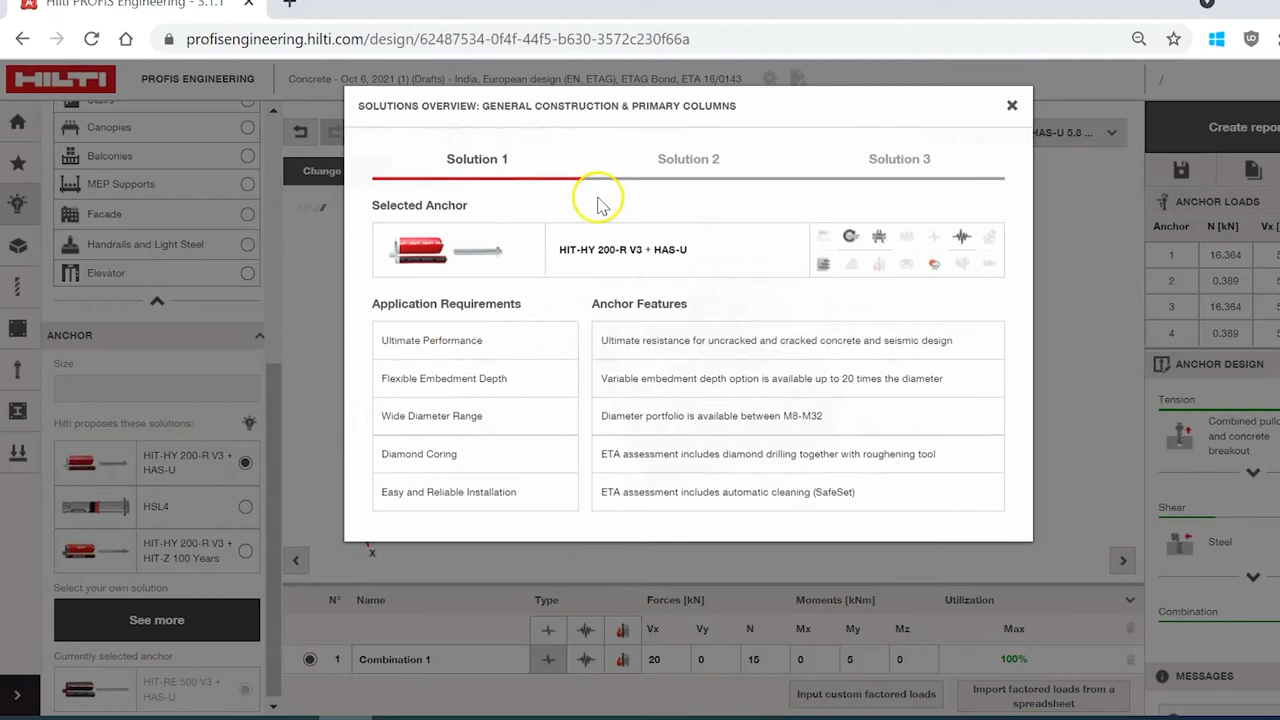 Hilti PROFIS Engineering - 3.1.1
profisengineering.hilti.com/design/62487534-0f4f-44f5-b630-3572c230f66a
HILTI
PROFIS ENGINEERING
Concrete - Oct 6, 2021 (1) (Drafts) - India, European design (EN, ETAG), ETAG Bond, ETA 16/0143
/
Stairs
Canopies
Balconies
MEP Supports
Facade
Handrails and Light Steel
Elevator
ANCHOR
Size
Hilti proposes these solutions:
HIT-HY 200-R V3 +
HAS-U
HSL4
HIT-HY 200-R V3 +
HIT-Z 100 Years
Select your own solution
See more
Currently selected anchor
HIT-RE 500 V3 +
HAS-U
Change
HAS-U 5.8 ...
SOLUTIONS OVERVIEW: GENERAL CONSTRUCTION & PRIMARY COLUMNS
Solution 1
Solution 2
Solution 3
Selected Anchor
HIT-HY 200-R V3 + HAS-U
Application Requirements
Anchor Features
Ultimate Performance
Ultimate resistance for uncracked and cracked concrete and seismic design
Flexible Embedment Depth
Variable embedment depth option is available up to 20 times the diameter
Wide Diameter Range
Diameter portfolio is available between M8-M32
Diamond Coring
ETA assessment includes diamond drilling together with roughening tool
Easy and Reliable Installation
ETA assessment includes automatic cleaning (SafeSet)
x
N° Name Type Forces [kN] Moments [kNm] Utilization
Vx Vy N Mx My Mz Max
1 Combination 1 20 0 15 0 5 0 100%
Input custom factored loads
Import factored loads from a
spreadsheet
Create repor
ANCHOR LOADS
Anchor N [kN] Vx [
1 16.364 254
2 0.389 254
3 16.364 254
4 0.389 254
ANCHOR DESIGN
Tension
Combined pullo
and concrete
breakout
Shear
Steel
Combination
MESSAGES